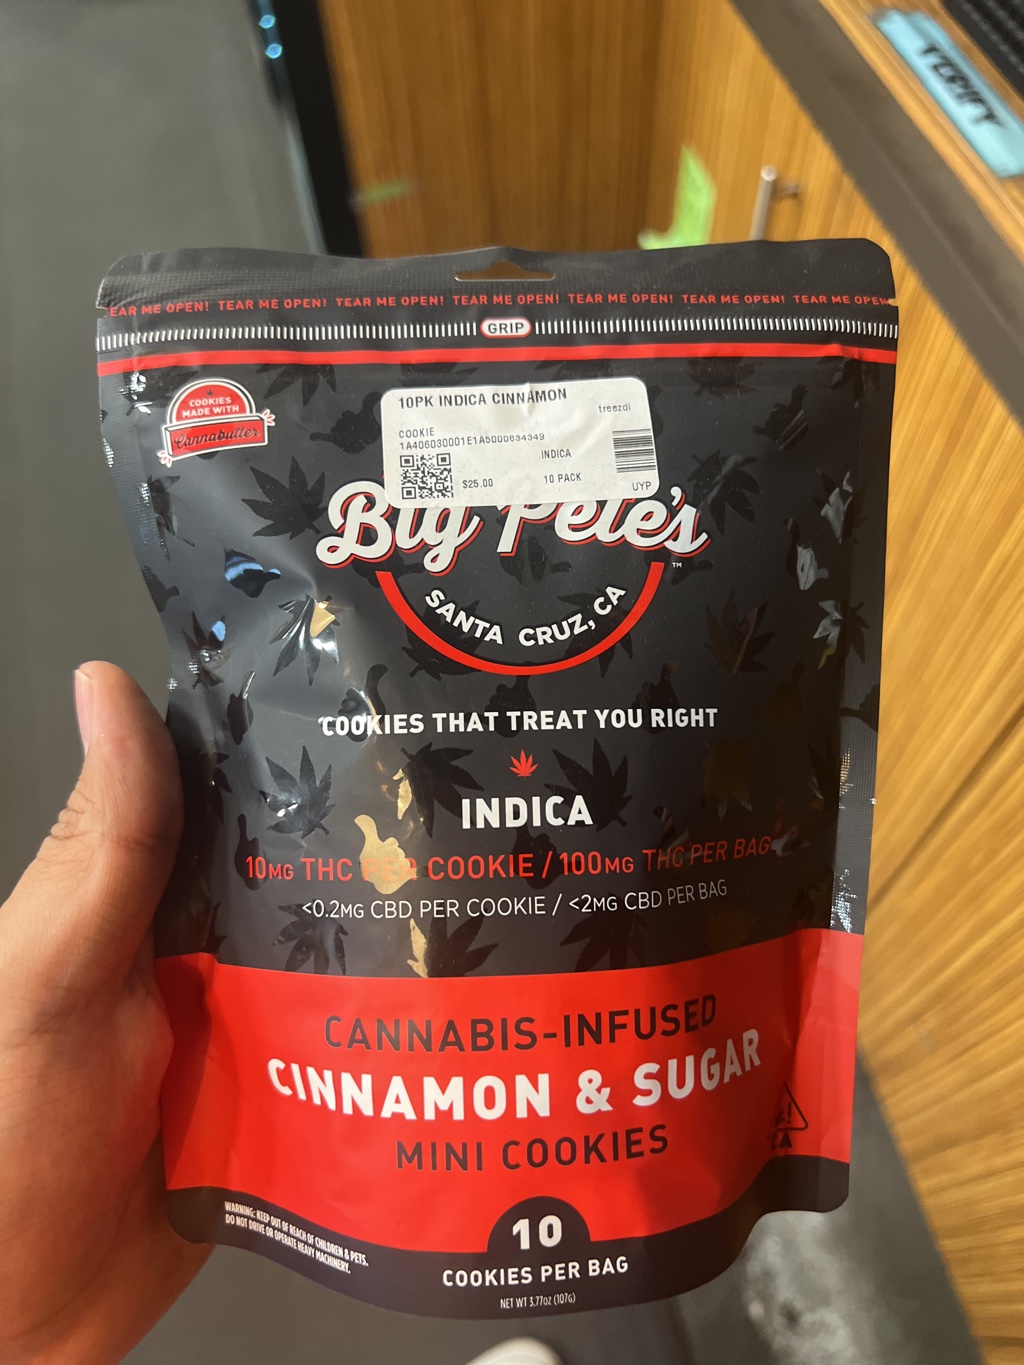 TEAR ME OPEN! TEAR ME OPEN! TEAR ME OPEN! TEAR ME OPEN! TEAR ME OPEN! TEAR ME OPEN! TEAR ME OPEN
GRIP
COOKIES
MADE WITH
Cannabutter
10PK INDICA CINNAMON
treezdi
COOKIE
1A406030001E1A5000634349
INDICA
$25.00
10 PACK
UYP
Big Pete's
™
SANTA CRUZ, CA
COOKIES THAT TREAT YOU RIGHT
INDICA
10MG THC PER COOKIE / 100MG THC PER BAG
<0.2MG CBD PER COOKIE / <2MG CBD PER BAG
CANNABIS-INFUSED
CINNAMON & SUGAR
MINI COOKIES
!
CA
WARNING: KEEP OUT OF REACH OF CHILDREN & PETS.
DO NOT DRIVE OR OPERATE HEAVY MACHINERY.
10
COOKIES PER BAG
NET WT 3.77OZ (107G)